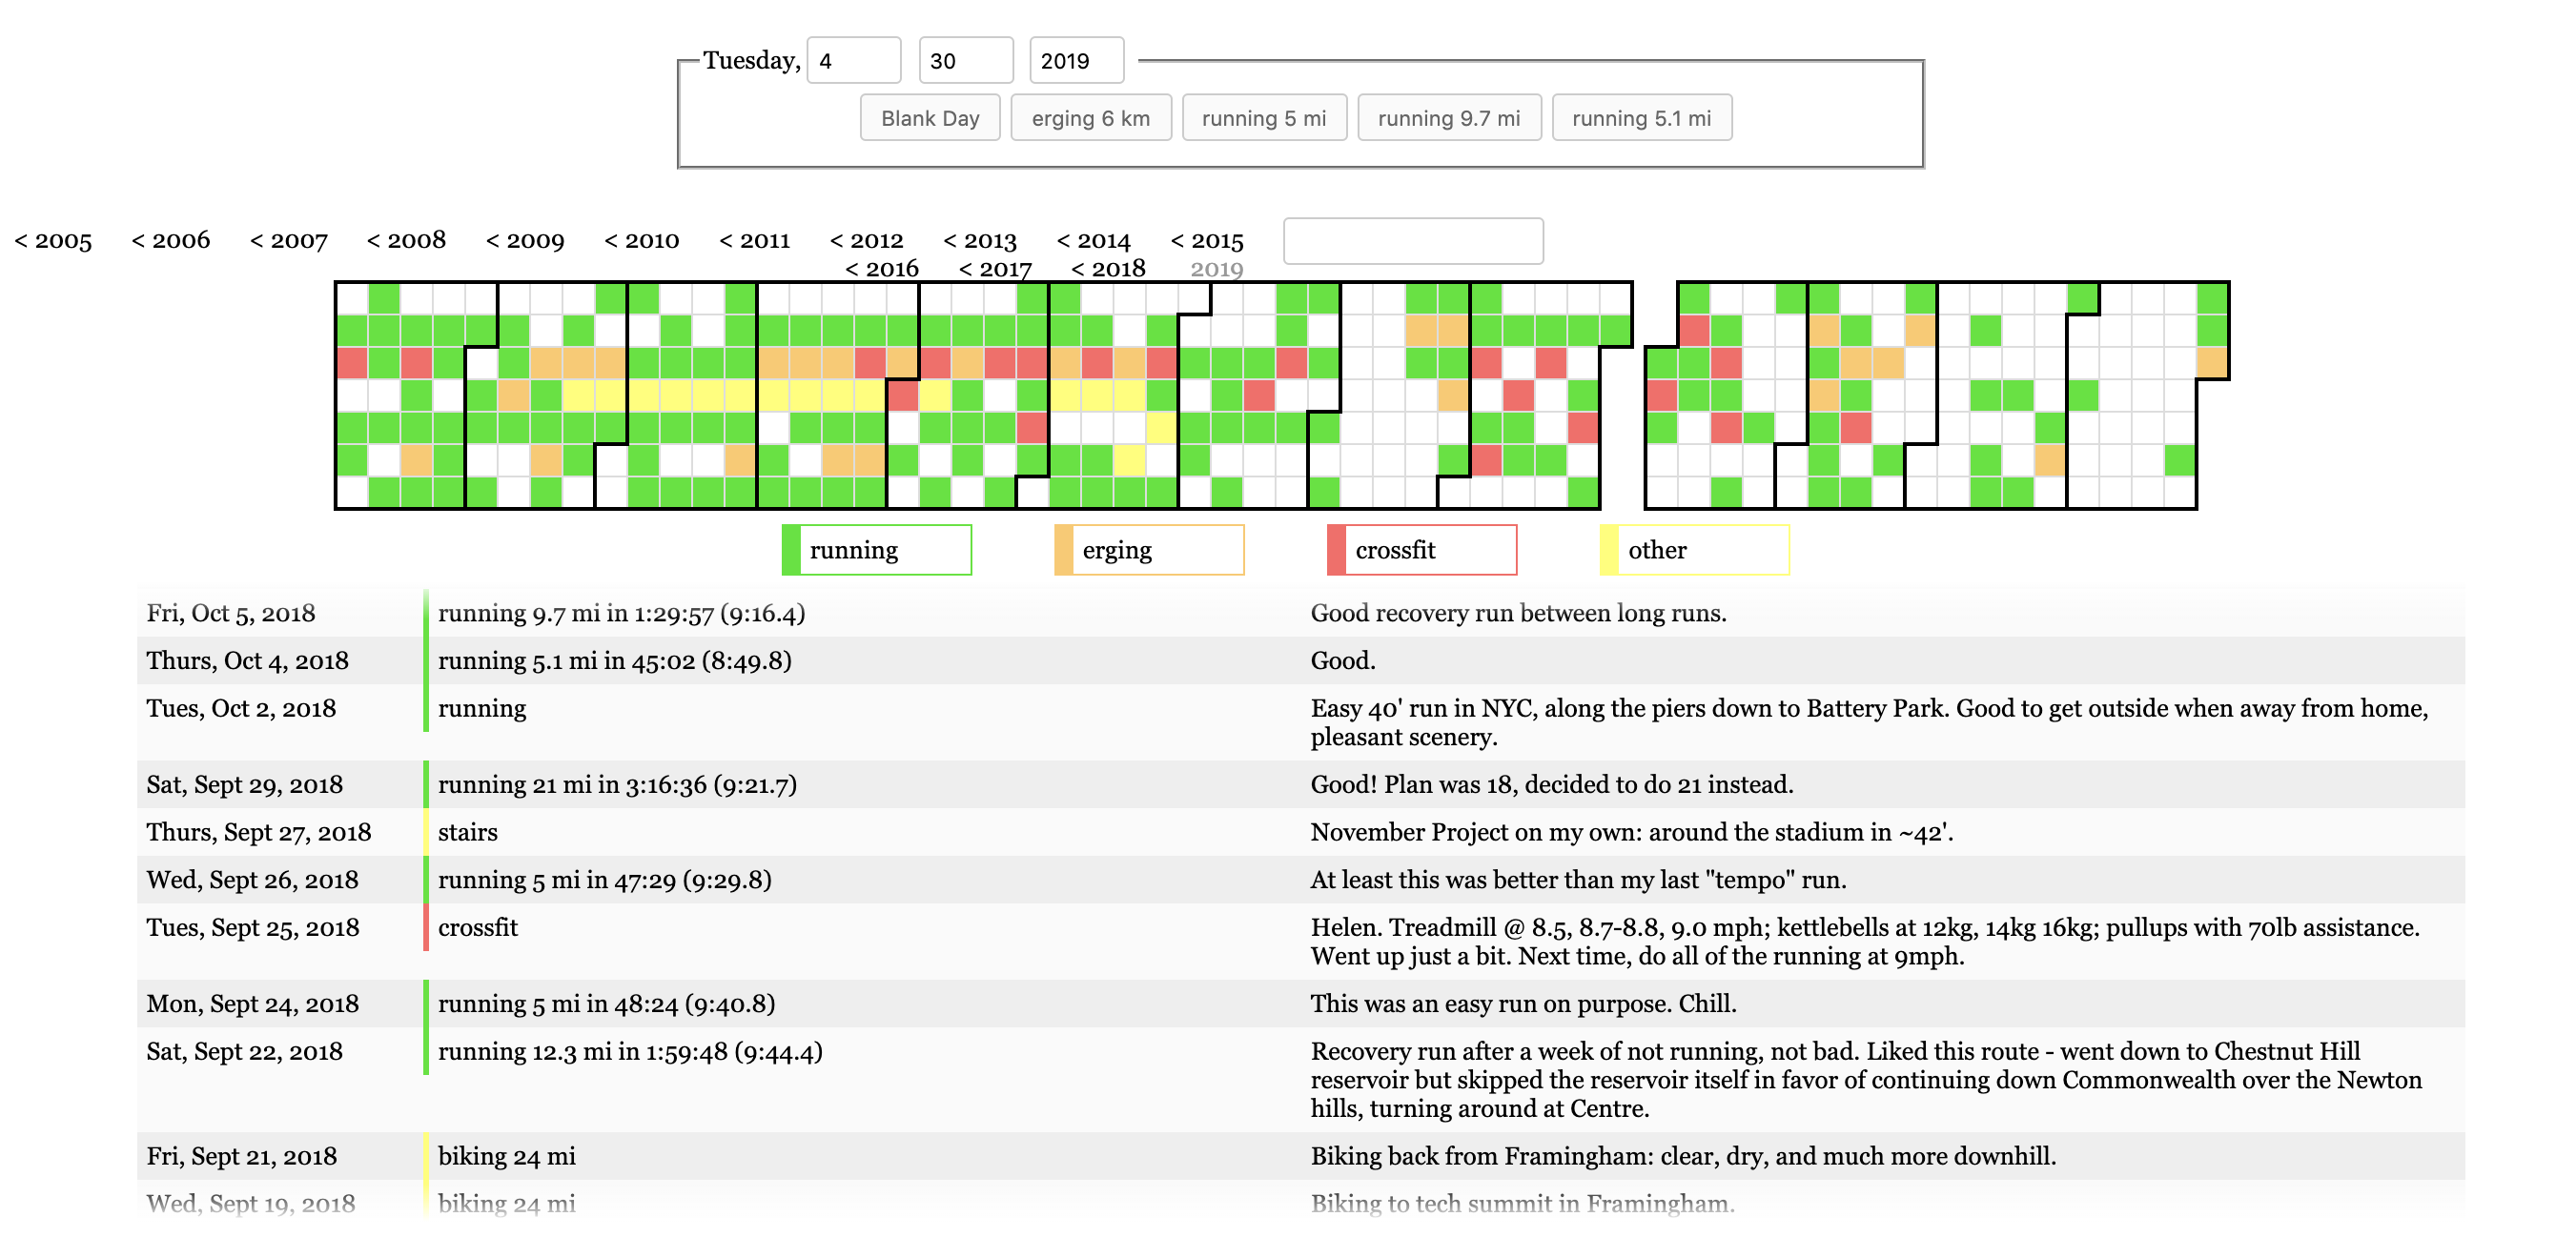 Tuesday, 4 30 2019
Blank Day erging 6 km running 5 mi running 9.7 mi running 5.1 mi
< 2005 < 2006 < 2007 < 2008 < 2009 < 2010 < 2011 < 2012 < 2013 < 2014 < 2015
< 2016 < 2017 < 2018 2019
running erging crossfit other
Fri, Oct 5, 2018 running 9.7 mi in 1:29:57 (9:16.4) Good recovery run between long runs.
Thurs, Oct 4, 2018 running 5.1 mi in 45:02 (8:49.8) Good.
Tues, Oct 2, 2018 running Easy 40' run in NYC, along the piers down to Battery Park. Good to get outside when away from home,
pleasant scenery.
Sat, Sept 29, 2018 running 21 mi in 3:16:36 (9:21.7) Good! Plan was 18, decided to do 21 instead.
Thurs, Sept 27, 2018 stairs November Project on my own: around the stadium in ~42'.
Wed, Sept 26, 2018 running 5 mi in 47:29 (9:29.8) At least this was better than my last "tempo" run.
Tues, Sept 25, 2018 crossfit Helen. Treadmill @ 8.5, 8.7-8.8, 9.0 mph; kettlebells at 12kg, 14kg 16kg; pullups with 70lb assistance.
Went up just a bit. Next time, do all of the running at 9mph.
Mon, Sept 24, 2018 running 5 mi in 48:24 (9:40.8) This was an easy run on purpose. Chill.
Sat, Sept 22, 2018 running 12.3 mi in 1:59:48 (9:44.4) Recovery run after a week of not running, not bad. Liked this route - went down to Chestnut Hill
reservoir but skipped the reservoir itself in favor of continuing down Commonwealth over the Newton
hills, turning around at Centre.
Fri, Sept 21, 2018 biking 24 mi Biking back from Framingham: clear, dry, and much more downhill.
Wed, Sept 19, 2018 biking 24 mi Biking to tech summit in Framingham.